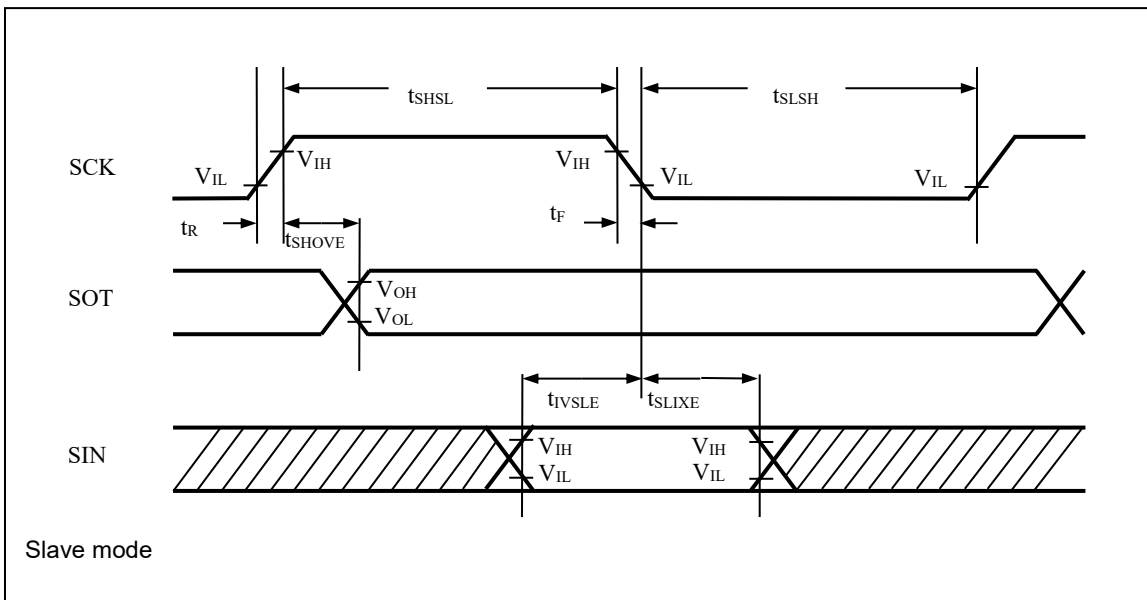 tSHSL tSLSH
SCK VIL VIH VIH VIL VIL
tR tSHOVE tF
SOT VOH
VOL
tIVSLE tSLIXE
SIN VIH VIH
VIL VIL
Slave mode